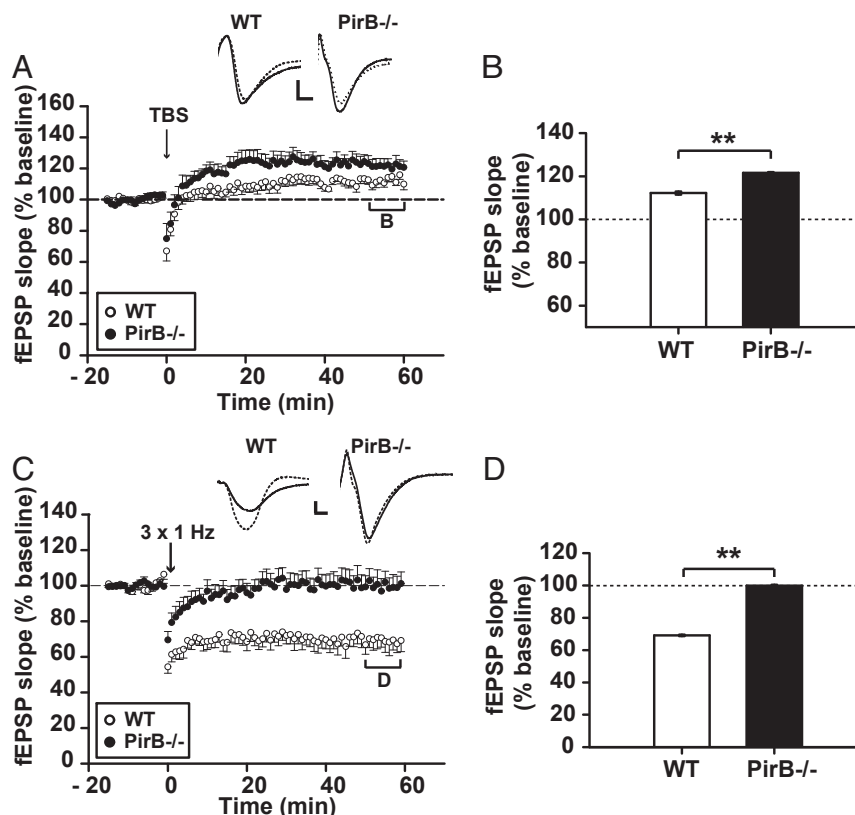 A
WT
PirB-/-
TBS
fEPSP slope (% baseline)
160
140
120
100
80
60
40
20
0
B
WT
PirB-/-
- 20
0
20
40
60
Time (min)
B
**
fEPSP slope
(% baseline)
140
120
100
80
60
WT
PirB-/-
C
WT
PirB-/-
3 x 1 Hz
fEPSP slope (% baseline)
140
120
100
80
60
40
20
0
D
WT
PirB-/-
- 20
0
20
40
60
Time (min)
D
**
fEPSP slope
(% baseline)
120
100
80
60
40
20
0
WT
PirB-/-